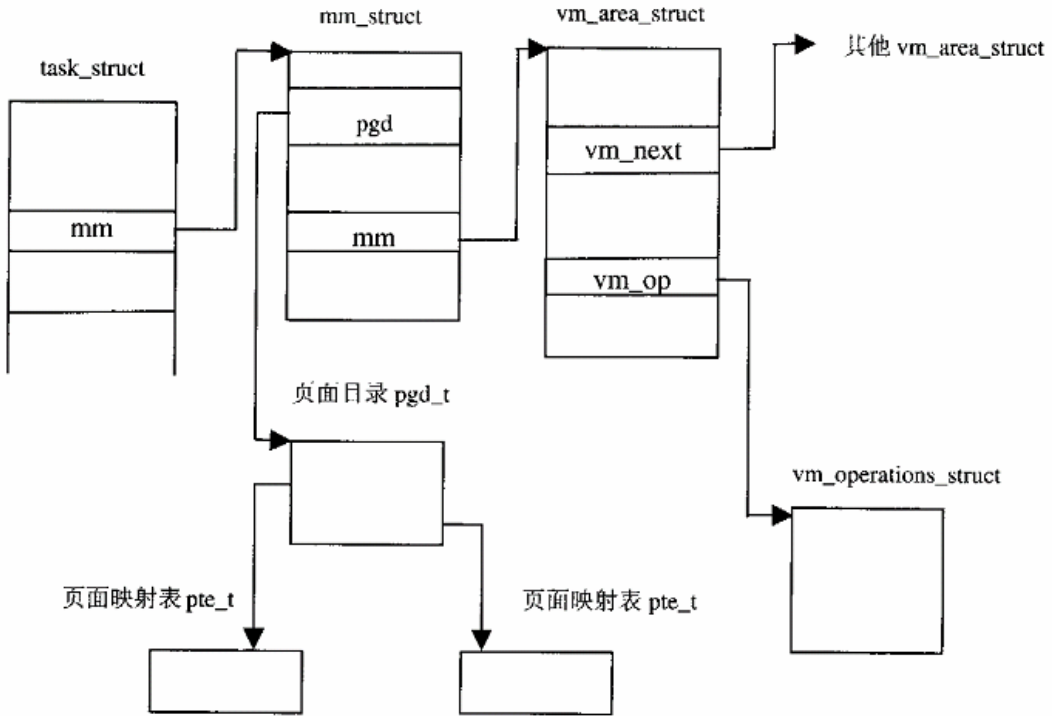 mm_struct
vm_area_struct
其他 vm_area_struct
task_struct
pgd
vm_next
mm
mm
vm_op
页面目录 pgd_t
vm_operations_struct
页面映射表 pte_t
页面映射表 pte_t